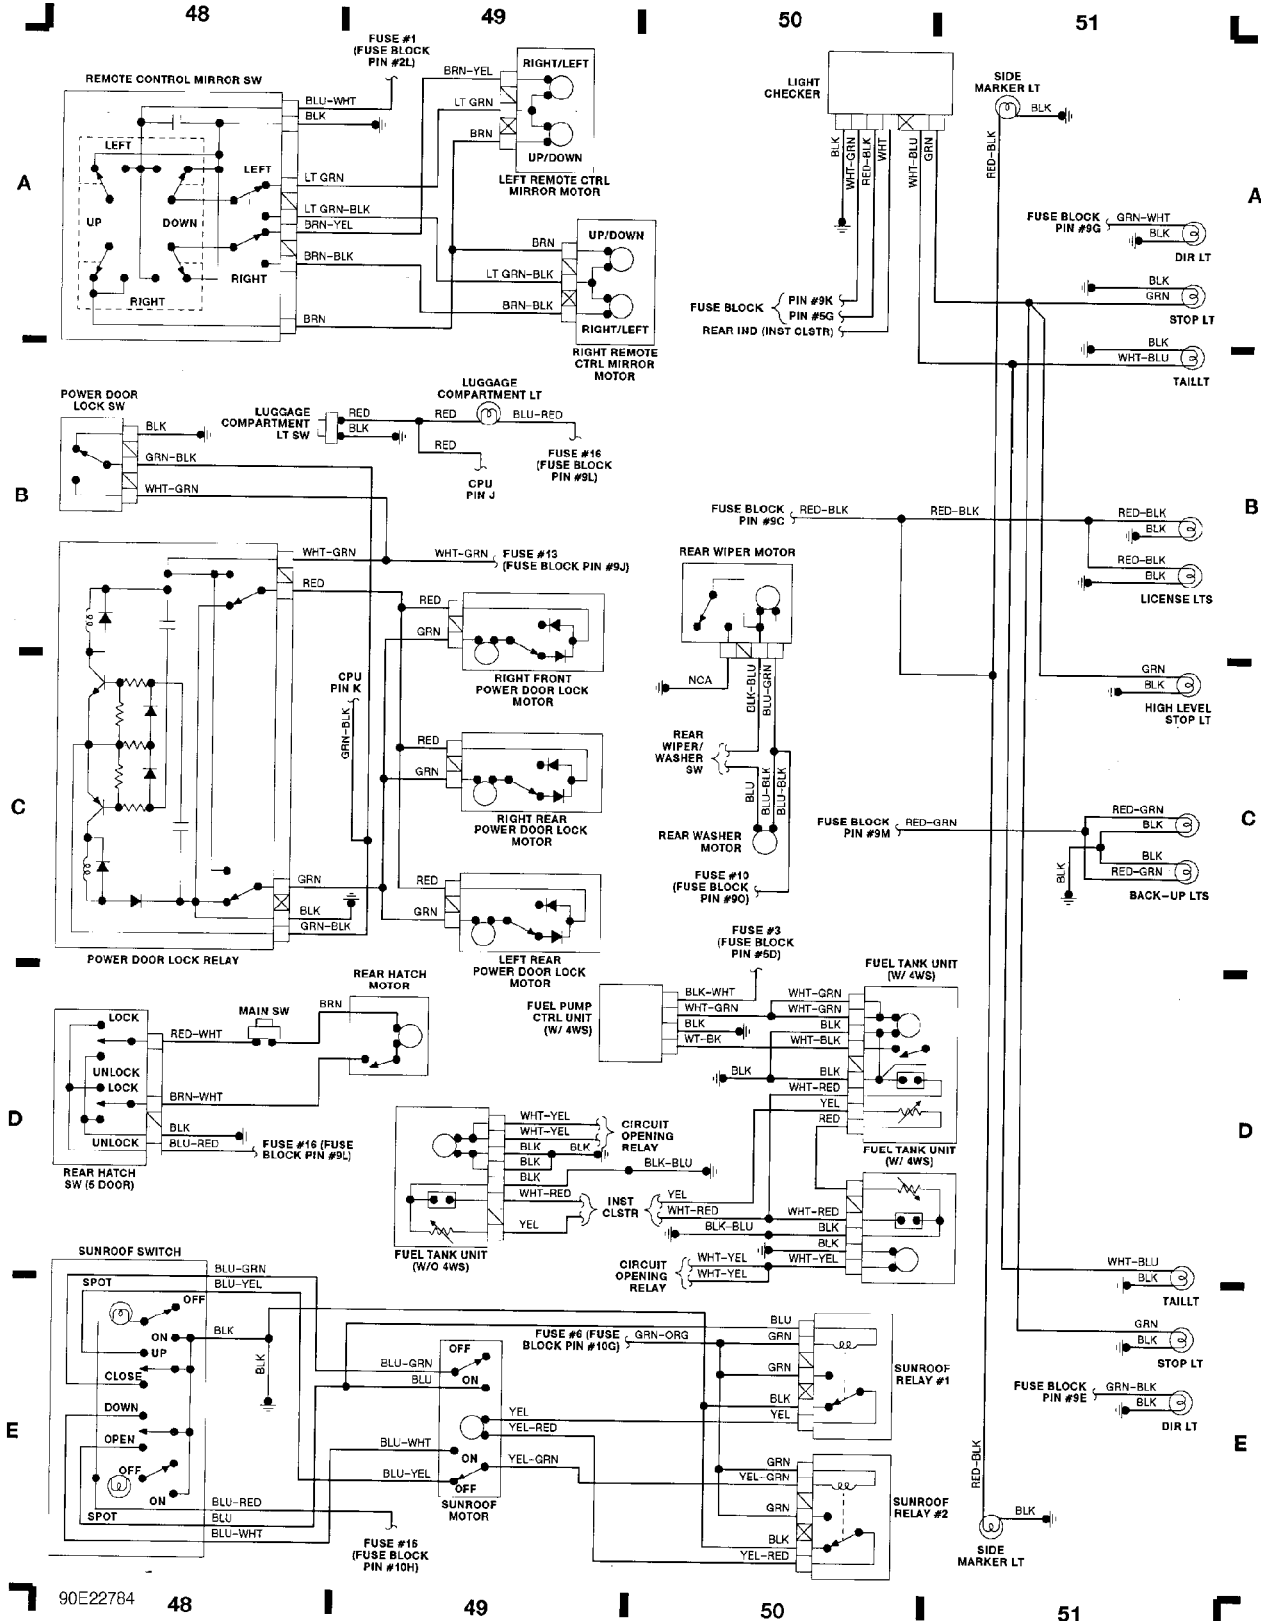 48
49
50
51
A
A
B
B
C
C
D
D
E
E
REMOTE CONTROL MIRROR SW
FUSE #1
(FUSE BLOCK
PIN #2L)
BLU-WHT
BLK
LEFT
LEFT
UP
DOWN
RIGHT
RIGHT
LT GRN
LT GRN-BLK
BRN-YEL
BRN-BLK
BRN
BRN-YEL
LT GRN
BRN
RIGHT/LEFT
UP/DOWN
LEFT REMOTE CTRL
MIRROR MOTOR
BRN
LT GRN-BLK
BRN-BLK
UP/DOWN
RIGHT/LEFT
RIGHT REMOTE
CTRL MIRROR
MOTOR
LIGHT
CHECKER
BLK
WHT-GRN
RED-BLK
WHT
WHT-BLU
GRN
FUSE BLOCK
PIN #9K
PIN #5G
REAR IND (INST CLSTR)
SIDE
MARKER LT
BLK
RED-BLK
FUSE BLOCK
PIN #9G
GRN-WHT
BLK
DIR LT
BLK
GRN
STOP LT
BLK
WHT-BLU
TAILLT
POWER DOOR
LOCK SW
BLK
GRN-BLK
WHT-GRN
LUGGAGE
COMPARTMENT
LT SW
RED
BLK
LUGGAGE
COMPARTMENT LT
RED
BLU-RED
RED
CPU
PIN J
FUSE #16
(FUSE BLOCK
PIN #9L)
FUSE BLOCK
PIN #9C
RED-BLK
RED-BLK
RED-BLK
BLK
RED-BLK
BLK
LICENSE LTS
WHT-GRN
WHT-GRN
FUSE #13
(FUSE BLOCK PIN #9J)
RED
RED
GRN
RIGHT FRONT
POWER DOOR LOCK
MOTOR
CPU
PIN K
GRN-BLK
RED
GRN
RIGHT REAR
POWER DOOR LOCK
MOTOR
RED
GRN
LEFT REAR
POWER DOOR LOCK
MOTOR
GRN
BLK
GRN-BLK
POWER DOOR LOCK RELAY
REAR WIPER MOTOR
NCA
BLK-BLU
BLU-GRN
REAR
WIPER/
WASHER
SW
BLU
BLU-BLK
BLU-BLK
REAR WASHER
MOTOR
FUSE #10
(FUSE BLOCK
PIN #9O)
GRN
BLK
HIGH LEVEL
STOP LT
FUSE BLOCK
PIN #9M
RED-GRN
RED-GRN
BLK
BLK
BLK
RED-GRN
BACK-UP LTS
FUSE #3
(FUSE BLOCK
PIN #5D)
FUEL PUMP
CTRL UNIT
(W/ 4WS)
BLK-WHT
WHT-GRN
BLK
WT-BK
FUEL TANK UNIT
(W/ 4WS)
WHT-GRN
WHT-GRN
BLK
WHT-BLK
BLK
BLK
WHT-RED
YEL
RED
FUEL TANK UNIT
(W/ 4WS)
REAR HATCH
MOTOR
MAIN SW
BRN
RED-WHT
LOCK
UNLOCK
LOCK
UNLOCK
BRN-WHT
BLK
BLU-RED
FUSE #16 (FUSE
BLOCK PIN #9L)
REAR HATCH
SW (5 DOOR)
WHT-YEL
WHT-YEL
BLK
BLK
BLK
BLK
BLK-BLU
WHT-RED
YEL
CIRCUIT
OPENING
RELAY
INST
CLSTR
YEL
WHT-RED
WHT-RED
BLK-BLU
BLK
BLK
WHT-YEL
WHT-YEL
WHT-YEL
CIRCUIT
OPENING
RELAY
FUEL TANK UNIT
(W/O 4WS)
SUNROOF SWITCH
SPOT
OFF
ON
UP
CLOSE
DOWN
OPEN
OFF
ON
SPOT
BLU-GRN
BLU-YEL
BLK
BLK
BLU-RED
BLU
BLU-WHT
FUSE #16
(FUSE BLOCK
PIN #10H)
BLU-GRN
BLU
BLU-WHT
BLU-YEL
OFF
ON
ON
OFF
SUNROOF
MOTOR
YEL
YEL-RED
YEL-GRN
FUSE #6 (FUSE
BLOCK PIN #10G)
GRN-ORG
BLU
GRN
GRN
BLK
YEL
SUNROOF
RELAY #1
GRN
YEL-GRN
GRN
BLK
YEL-RED
SUNROOF
RELAY #2
WHT-BLU
BLK
TAILLT
GRN
BLK
STOP LT
FUSE BLOCK
PIN #9E
GRN-BLK
BLK
DIR LT
RED-BLK
BLK
SIDE
MARKER LT
90E22784
48
49
50
51